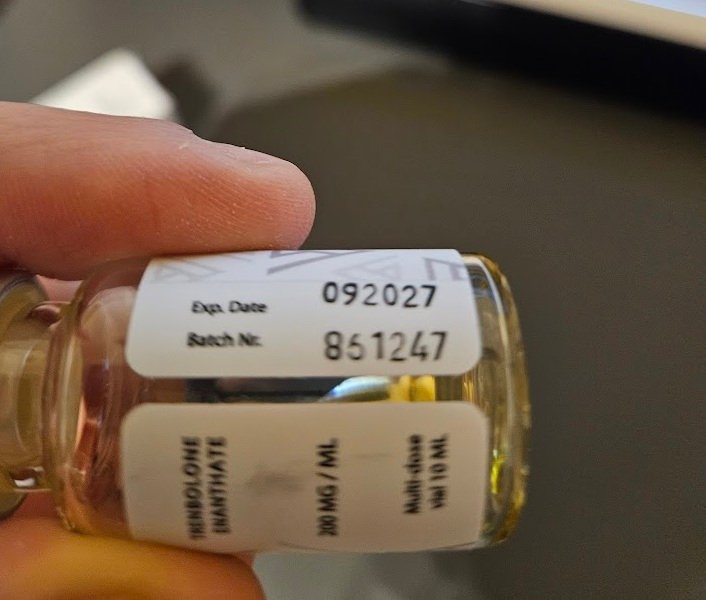 Exp. Date 092027
Batch Nr. 861247
TRENBOLONE
ENANTHATE
200 MG / ML
Multi-dose
vial 10 ML